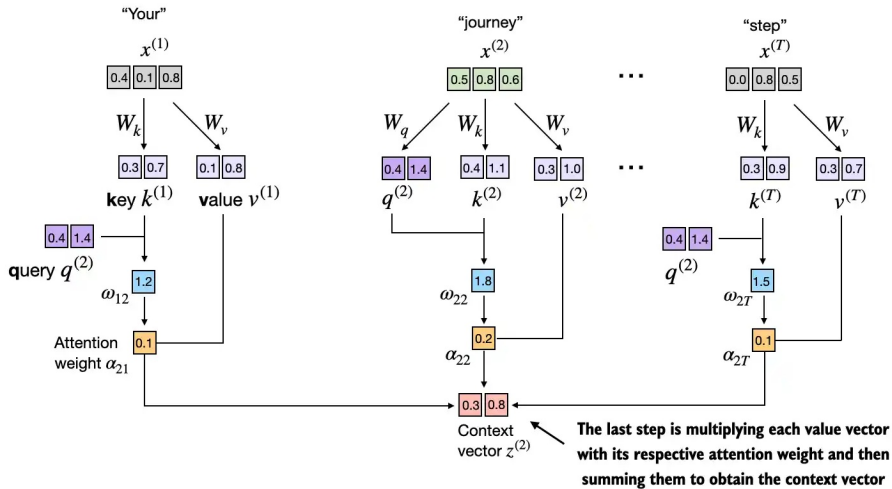 “Your” “journey” “step”
x(1) x(2) x(T)
0.4 0.1 0.8 0.5 0.8 0.6 ... 0.0 0.8 0.5
Wk Wv Wq Wk Wv Wk Wv
0.3 0.7 0.1 0.8 0.4 1.4 0.4 1.1 0.3 1.0 ... 0.3 0.9 0.3 0.7
key k(1) value v(1) q(2) k(2) v(2) k(T) v(T)
0.4 1.4 0.4 1.4
query q(2) q(2)
1.2 1.8 1.5
ω12 ω22 ω2T
0.1 0.2 0.1
Attention
weight α21 α22 α2T
0.3 0.8
Context
vector z(2)
The last step is multiplying each value vector
with its respective attention weight and then
summing them to obtain the context vector